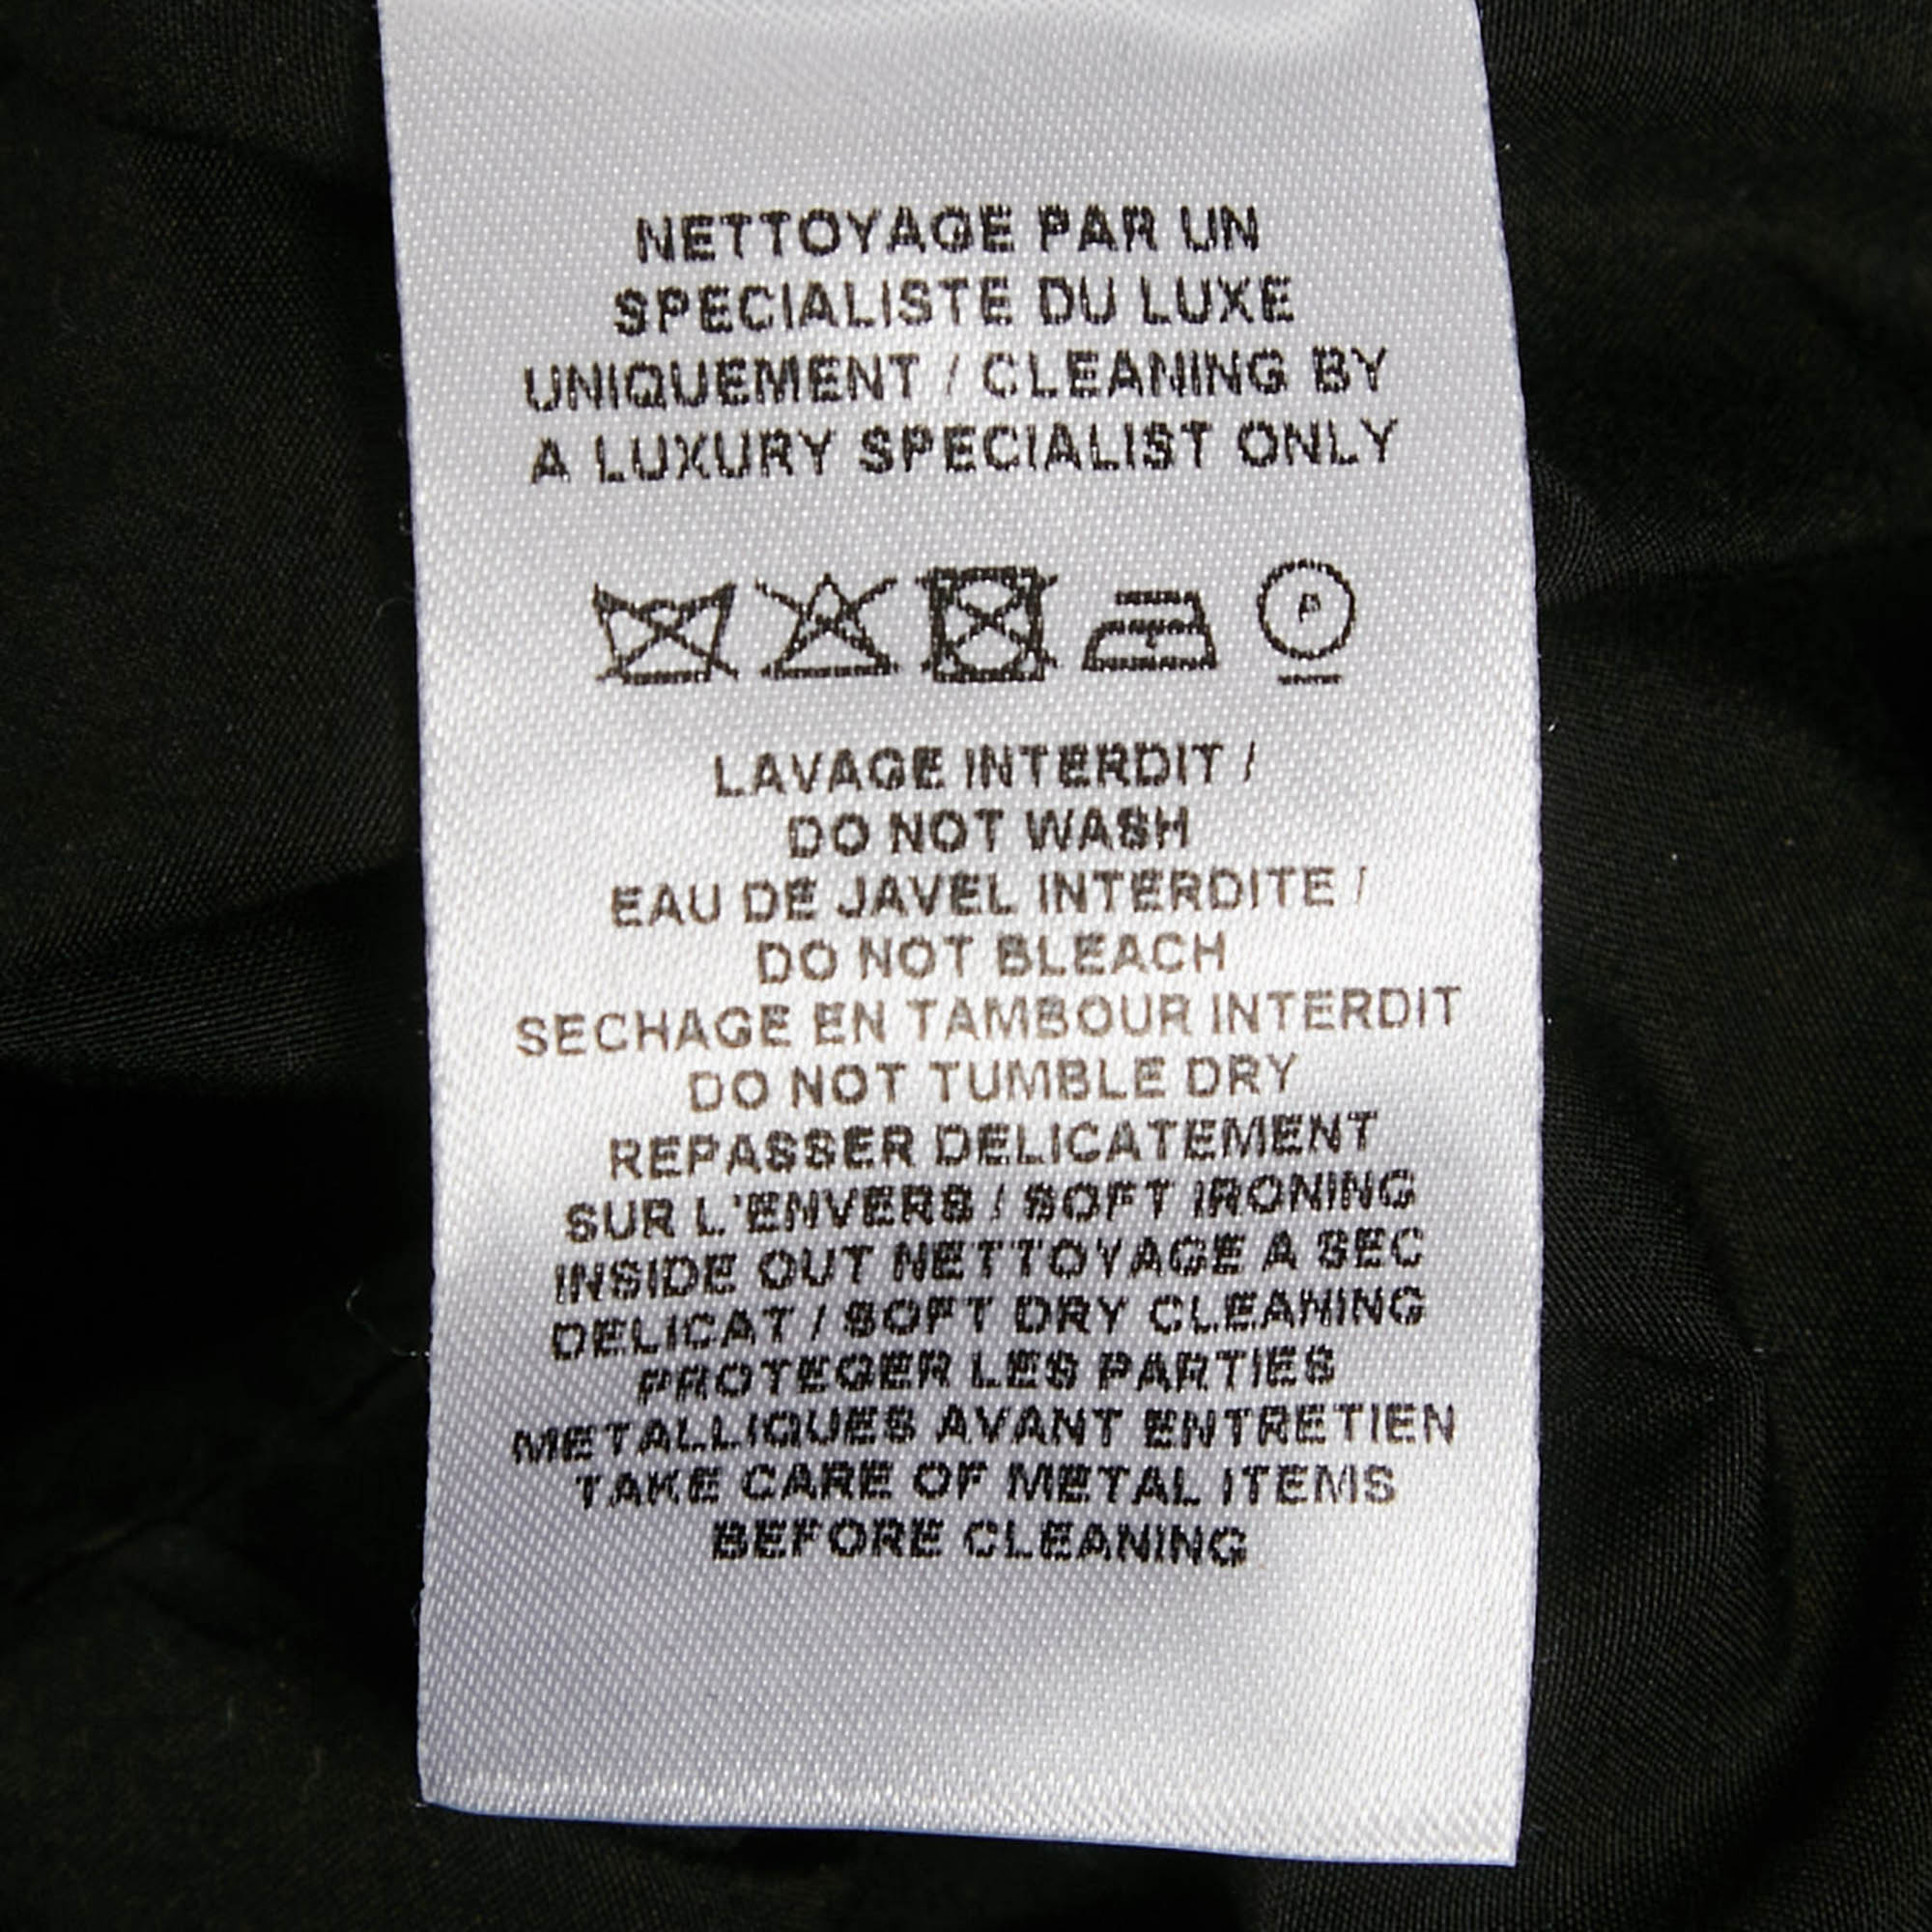 NETTOYAGE PAR UN
SPECIALISTE DU LUXE
UNIQUEMENT / CLEANING BY
A LUXURY SPECIALIST ONLY
P
LAVAGE INTERDIT /
DO NOT WASH
EAU DE JAVEL INTERDITE /
DO NOT BLEACH
SECHAGE EN TAMBOUR INTERDIT
DO NOT TUMBLE DRY
REPASSER DELICATEMENT
SUR L'ENVERS / SOFT IRONING
INSIDE OUT NETTOYAGE A SEC
DELICAT / SOFT DRY CLEANING
PROTEGER LES PARTIES
METALLIQUES AVANT ENTRETIEN
TAKE CARE OF METAL ITEMS
BEFORE CLEANING